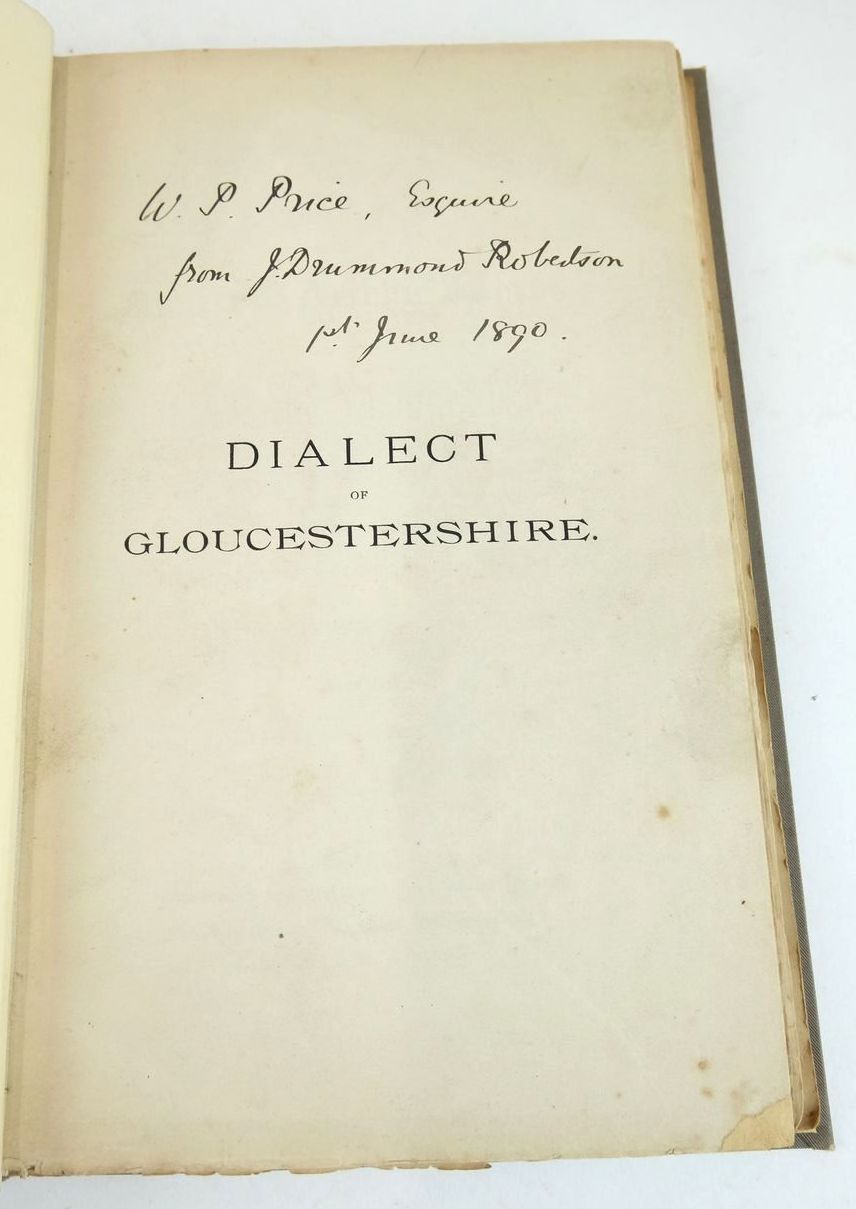 W. P. Price, Esquire
from J. Drummond Robertson
1st. June 1890.
DIALECT
OF
GLOUCESTERSHIRE.